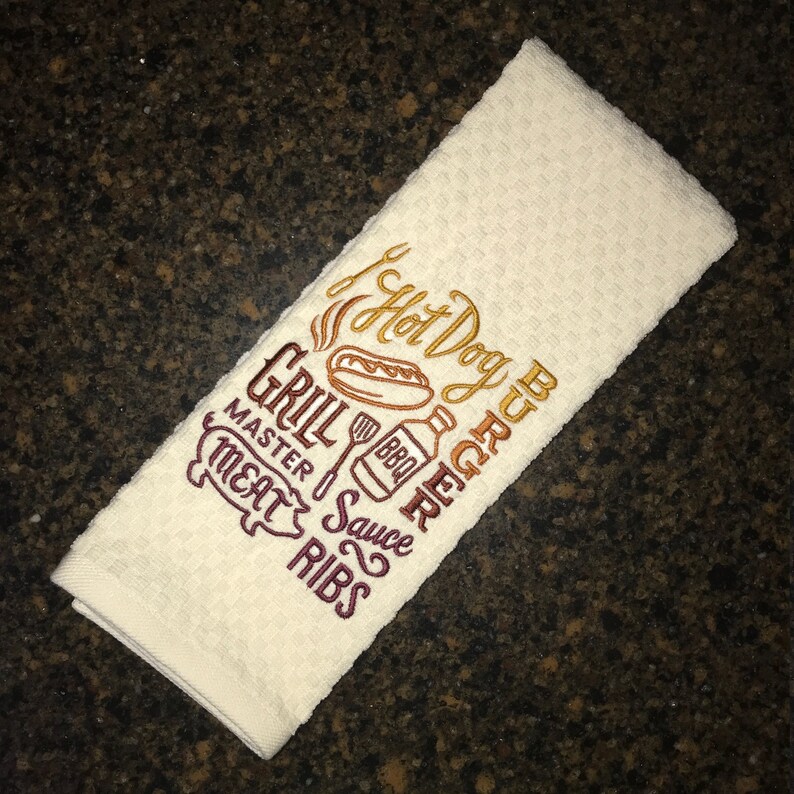 Hot Dog
BURGER
GRILL
MASTER
BBQ
MEAT
Sauce
RIBS